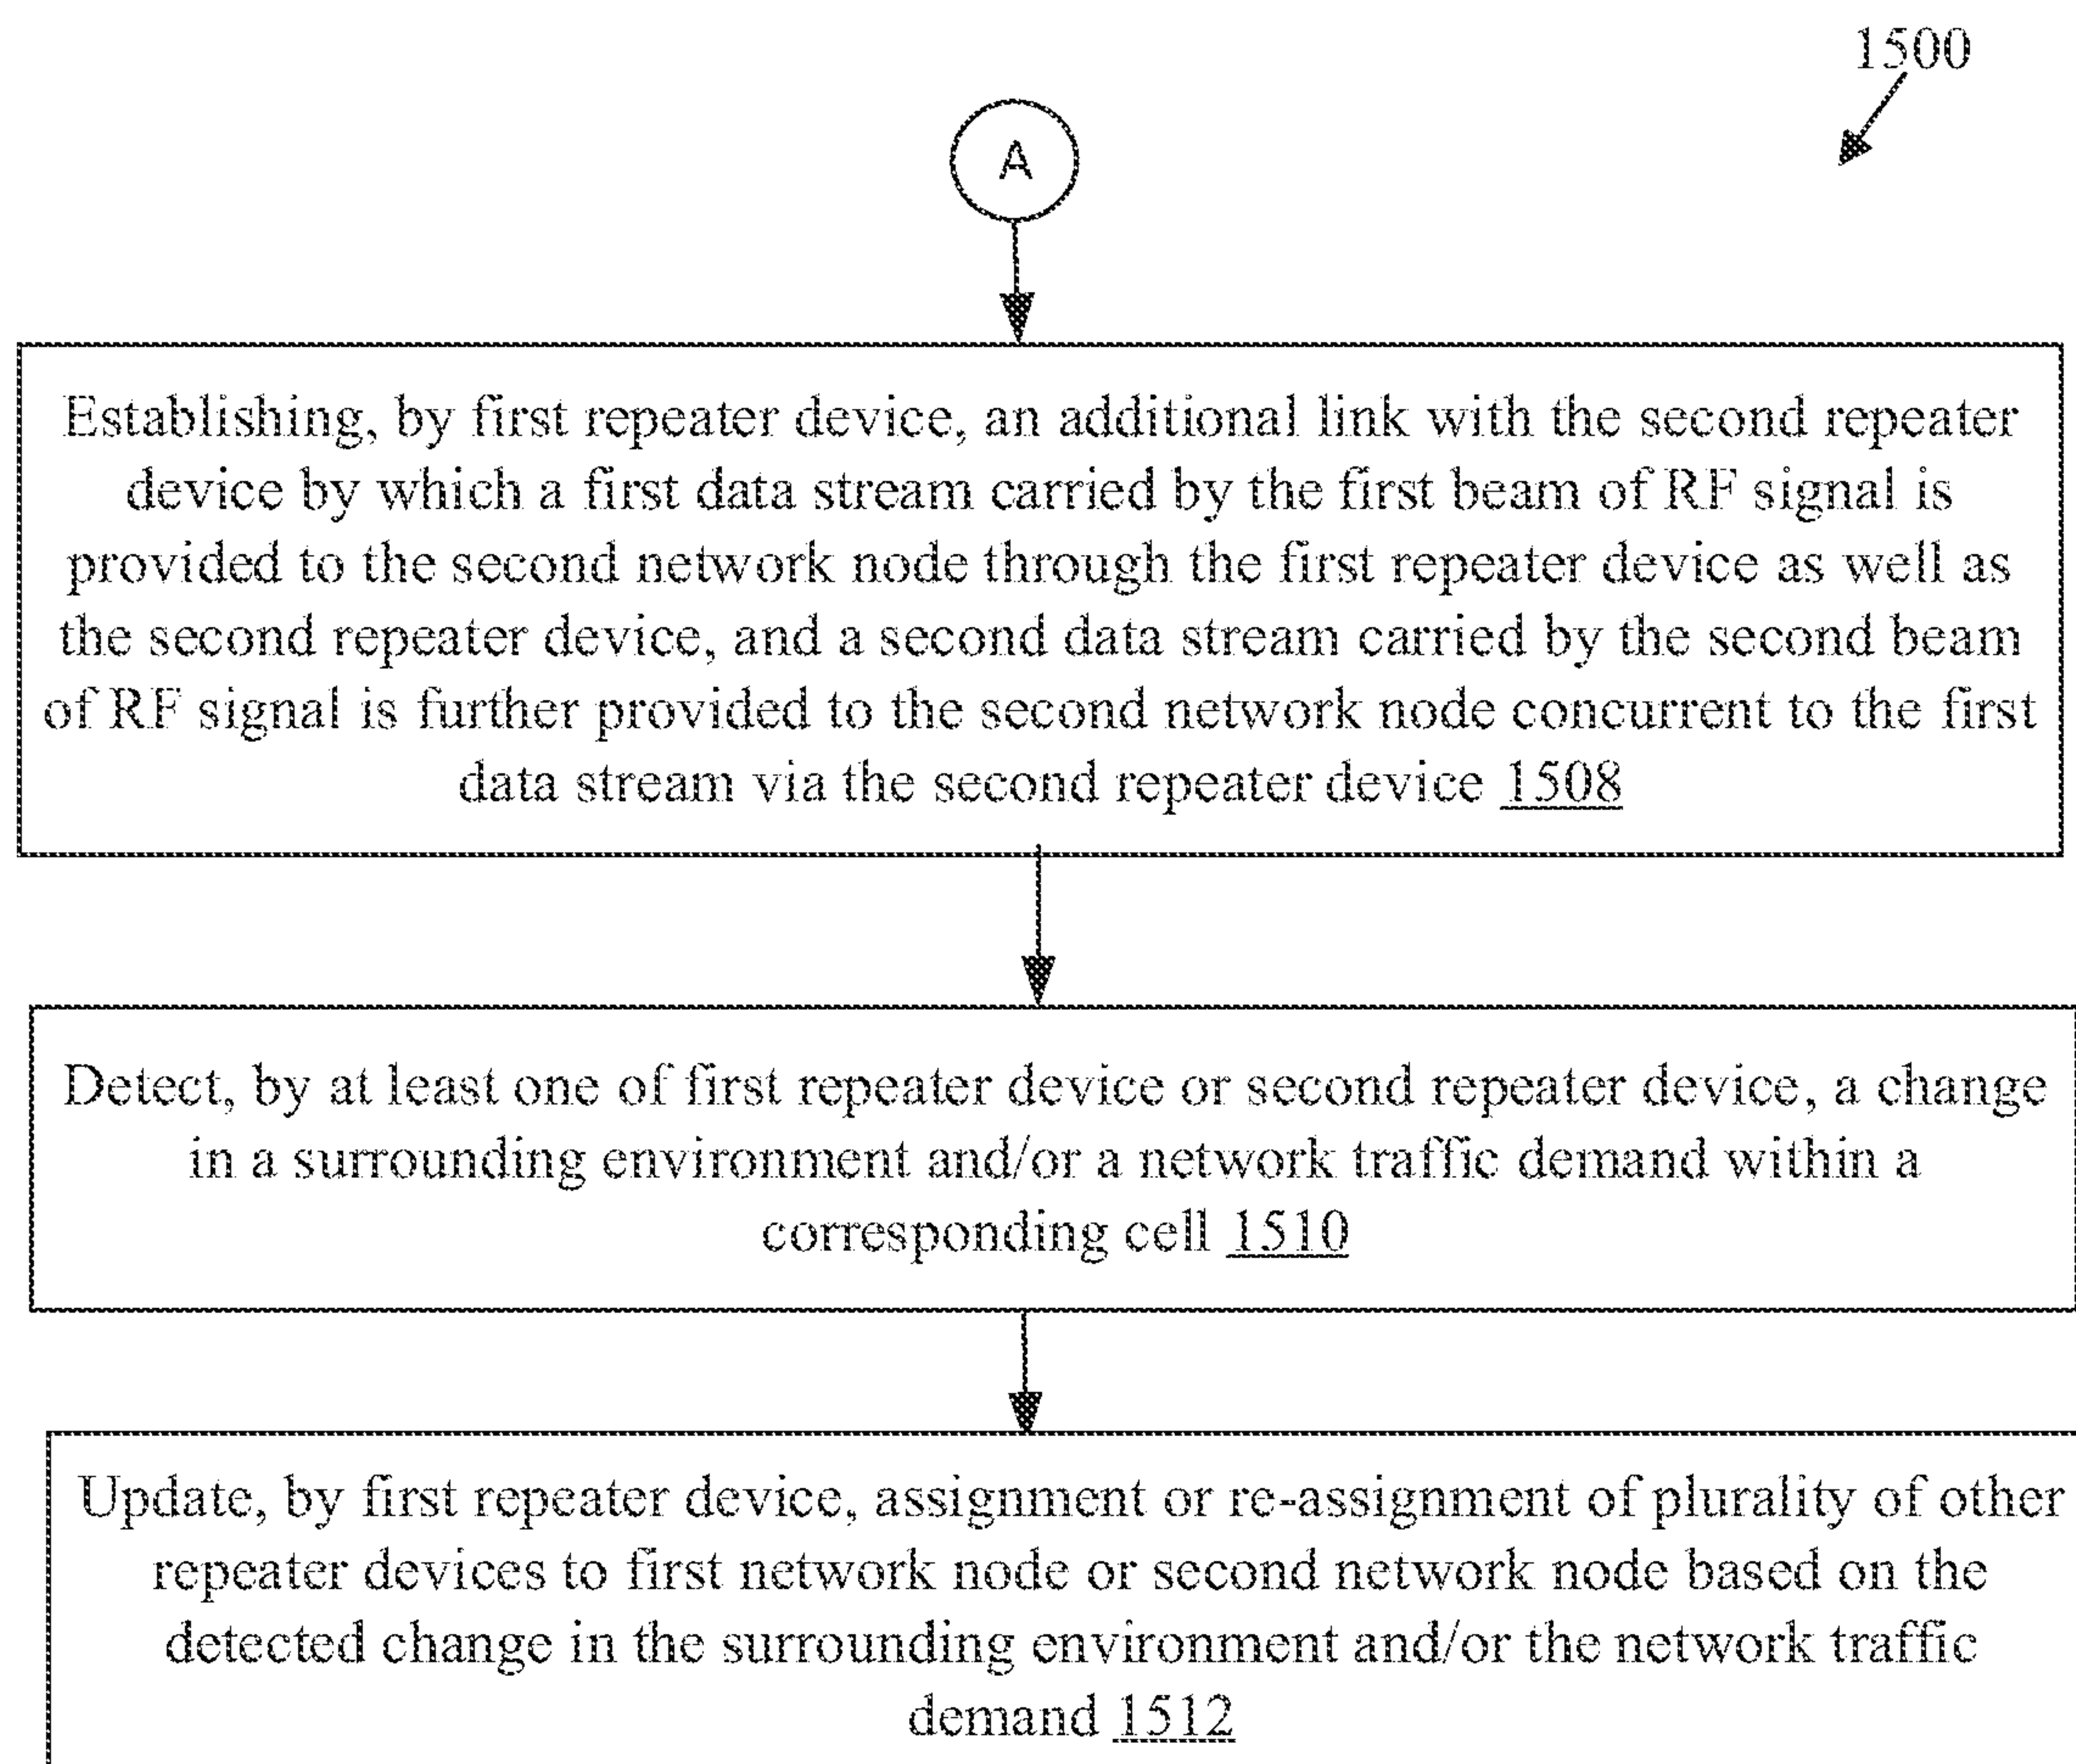 1500
A
Establishing, by first repeater device, an additional link with the second repeater
device by which a first data stream carried by the first beam of RF signal is
provided to the second network node through the first repeater device as well as
the second repeater device, and a second data stream carried by the second beam
of RF signal is further provided to the second network node concurrent to the first
data stream via the second repeater device 1508
Detect, by at least one of first repeater device or second repeater device, a change
in a surrounding environment and/or a network traffic demand within a
corresponding cell 1510
Update, by first repeater device, assignment or re-assignment of plurality of other
repeater devices to first network node or second network node based on the
detected change in the surrounding environment and/or the network traffic
demand 1512